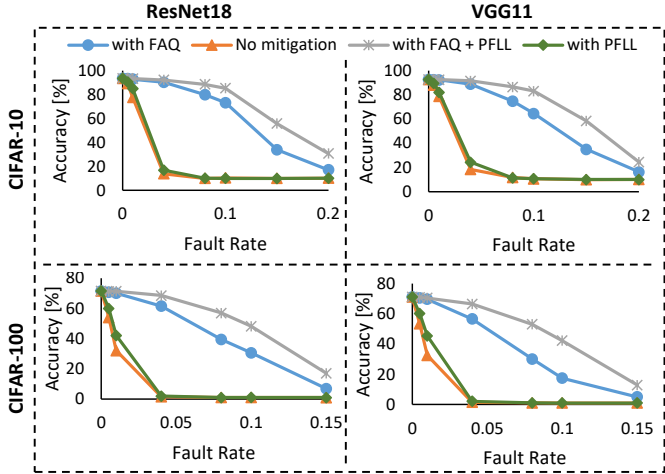 ResNet18 VGG11
with FAQ No mitigation with FAQ + PFLL with PFLL
CIFAR-10
Accuracy [%]
100
80
60
40
20
0
0 0.1 0.2
Fault Rate
Accuracy [%]
100
80
60
40
20
0
0 0.1 0.2
Fault Rate
CIFAR-100
Accuracy [%]
80
60
40
20
0
0 0.05 0.1 0.15
Fault Rate
Accuracy [%]
80
60
40
20
0
0 0.05 0.1 0.15
Fault Rate